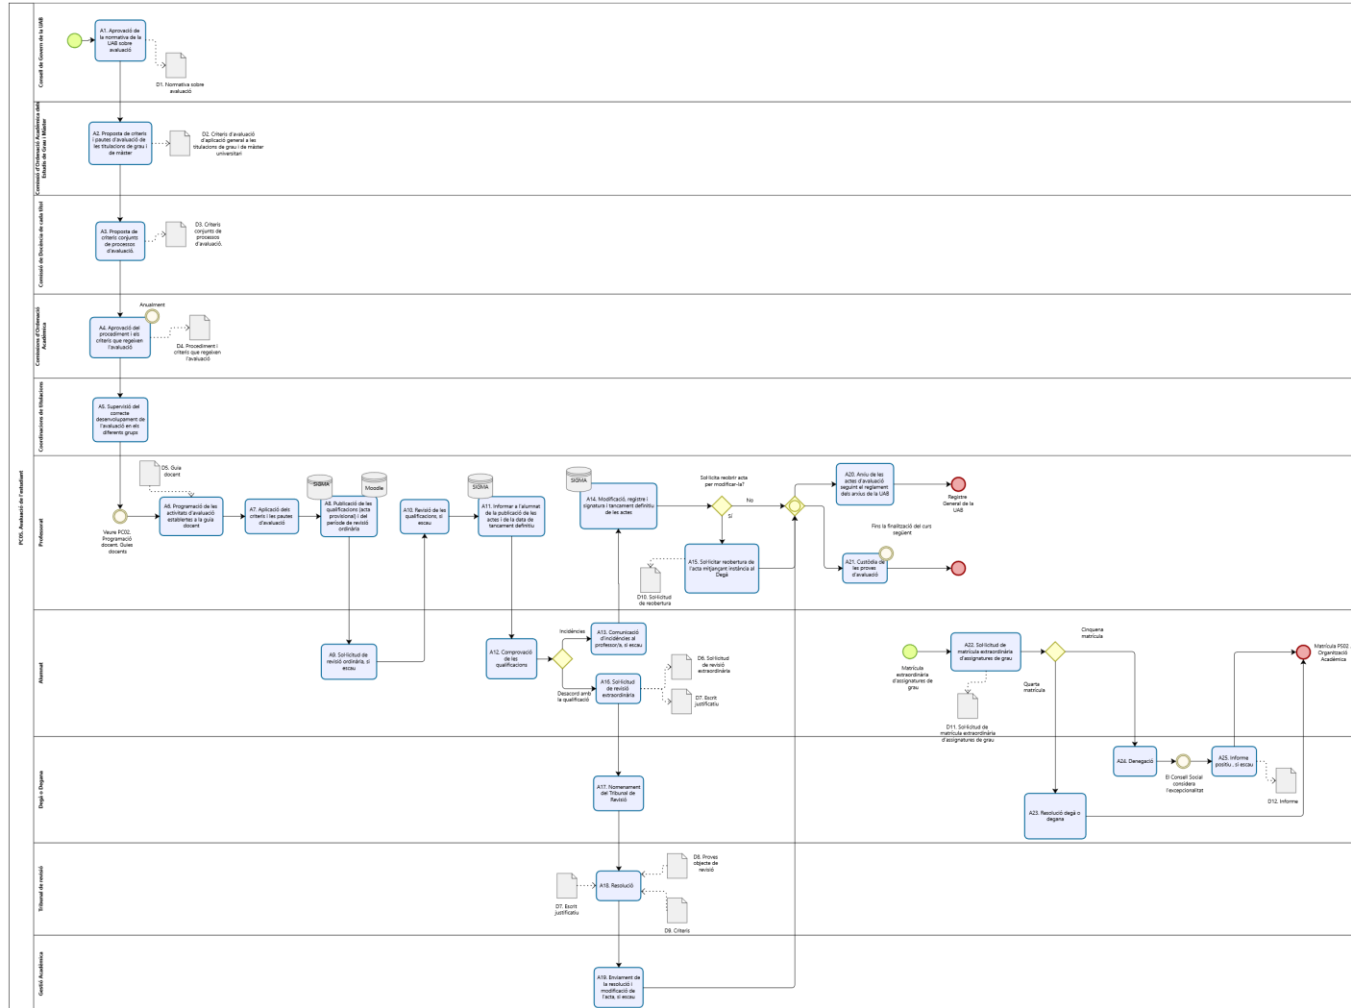 PC05. Avaluació de l'estudiant
Consell de Govern de la UAB
A1. Aprovació de
la normativa de la
UAB sobre
avaluació
D1. Normativa sobre
avaluació
Comissió d'Ordenació Acadèmica dels
Estudis de Grau i Màster
A2. Proposta de criteris
i pautes d'avaluació de
les titulacions de grau i
de màster
D2. Criteris d'avaluació
d'aplicació general a les
titulacions de grau i de màster
universitari
Comissió de Docència de cada títol
A3. Proposta de
criteris conjunts
de processos
d'avaluació.
D3. Criteris
conjunts de
processos
d'avaluació.
Comissions d'Ordenació
Acadèmica
Anualment
A4. Aprovació del
procediment i els
criteris que regeixen
l'avaluació
D4. Procediment i
criteris que regeixen
l'avaluació
Coordinacions de titulacions
A5. Supervisió del
correcte
desenvolupament de
l'avaluació en els
diferents grups
Professorat
D5. Guia
docent
Veure PC02.
Programació
docent. Guies
docents
A6. Programació de les
activitats d'avaluació
establertes a la guia
docent
A7. Aplicació dels
criteris i les pautes
d'avaluació
SIGMA
Moodle
A8. Publicació de les
qualificacions (acta
provisional) i del
període de revisió
ordinària
A10. Revisió de les
qualificacions, si
escau
SIGMA
A11. Informar a l'alumnat
de la publicació de les
actes i de la data de
tancament definitiu
SIGMA
A14. Modificació, registre i
signatura i tancament definitiu
de les actes
Sol·licita reobrir acta
per modificar-la?
No
Sí
A15. Sol·licitar reobertura de
l'acta mitjançant instància al
Degà
D10. Sol·licitud
de reobertura
A20. Arxiu de les
actes d'avaluació
seguint el reglament
dels arxius de la UAB
Registre
General de la
UAB
Fins la finalització del curs
següent
A21. Custòdia de
les proves
d'avaluació
Alumnat
A9. Sol·licitud de
revisió ordinària, si
escau
A12. Comprovació
de les
qualificacions
Incidències
A13. Comunicació
d'incidències al
professor/a, si escau
Desacord amb
la qualificació
A16. Sol·licitud
de revisió
extraordinària
D6. Sol·licitud
de revisió
extraordinària
D7. Escrit
justificatiu
Matrícula
extraordinària
d'assignatures de
grau
A22. Sol·licitud de
matrícula extraordinària
d'assignatures de grau
D11. Sol·licitud de
matrícula extraordinària
d'assignatures de grau
Cinquena
matrícula
Quarta
matrícula
Matrícula PS02.
Organització
Acadèmica
Degà o Degana
A17. Nomenament
del Tribunal de
Revisió
A24. Denegació
El Consell Social
considera
l'excepcionalitat
A25. Informe
positiu, si escau
D12. Informe
A23. Resolució degà o
degana
Tribunal de revisió
A18. Resolució
D8. Proves
objecte de
revisió
D7. Escrit
justificatiu
D9. Criteris
Gestió Acadèmica
A19. Enviament de
la resolució i
modificació de
l'acta, si escau